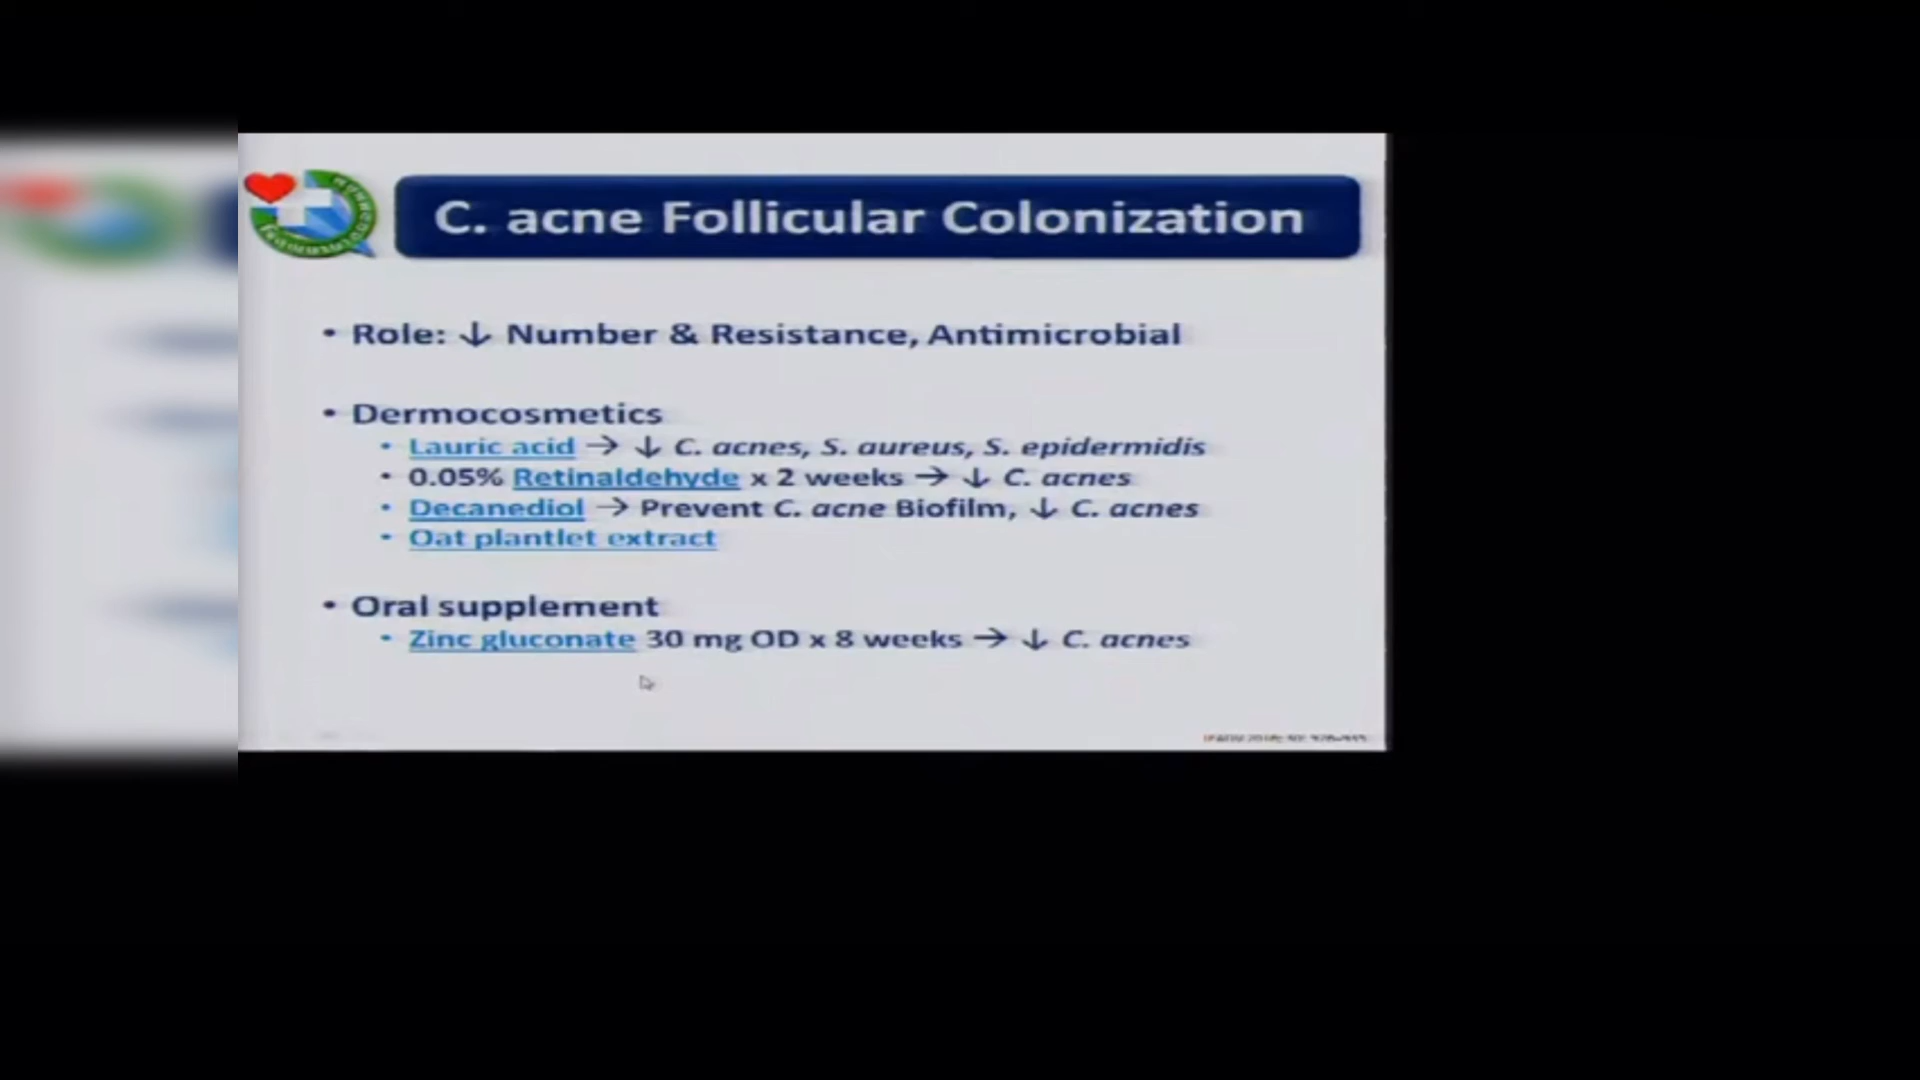 C. acne Follicular Colonization
• Role: ↓ Number & Resistance, Antimicrobial
• Dermocosmetics
• Lauric acid → ↓ C. acnes, S. aureus, S. epidermidis
• 0.05% Retinaldehyde x 2 weeks → ↓ C. acnes
• Decanediol → Prevent C. acne Biofilm, ↓ C. acnes
• Oat plantlet extract
• Oral supplement
• Zinc gluconate 30 mg OD x 8 weeks → ↓ C. acnes